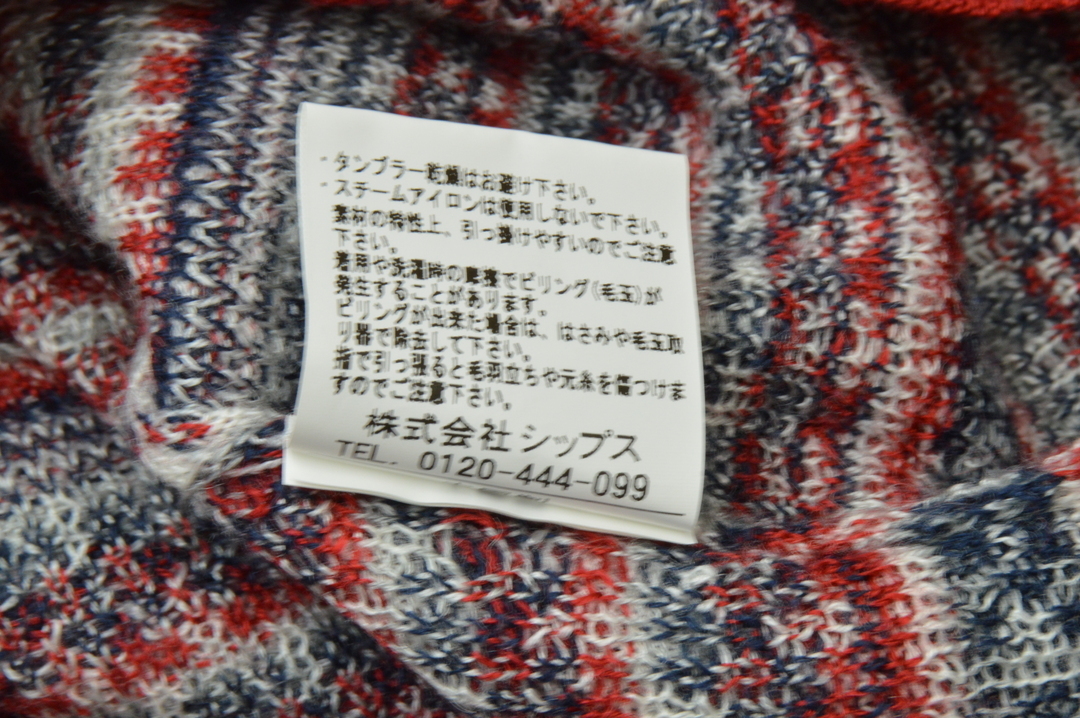 ・タンブラー乾燥はお避け下さい。
・スチームアイロンは使用しないで下さい。
素材の特性上、引っ掛けやすいのでご注意
下さい。
着用や洗濯時の摩擦でピリング(毛玉)が
発生することがあります。
ピリングが出来た場合は、はさみや毛玉取
り器で除去して下さい。
指で引っ張ると毛羽立ちや元糸を傷つけま
すのでご注意下さい。
株式会社シップス
TEL. 0120-444-099